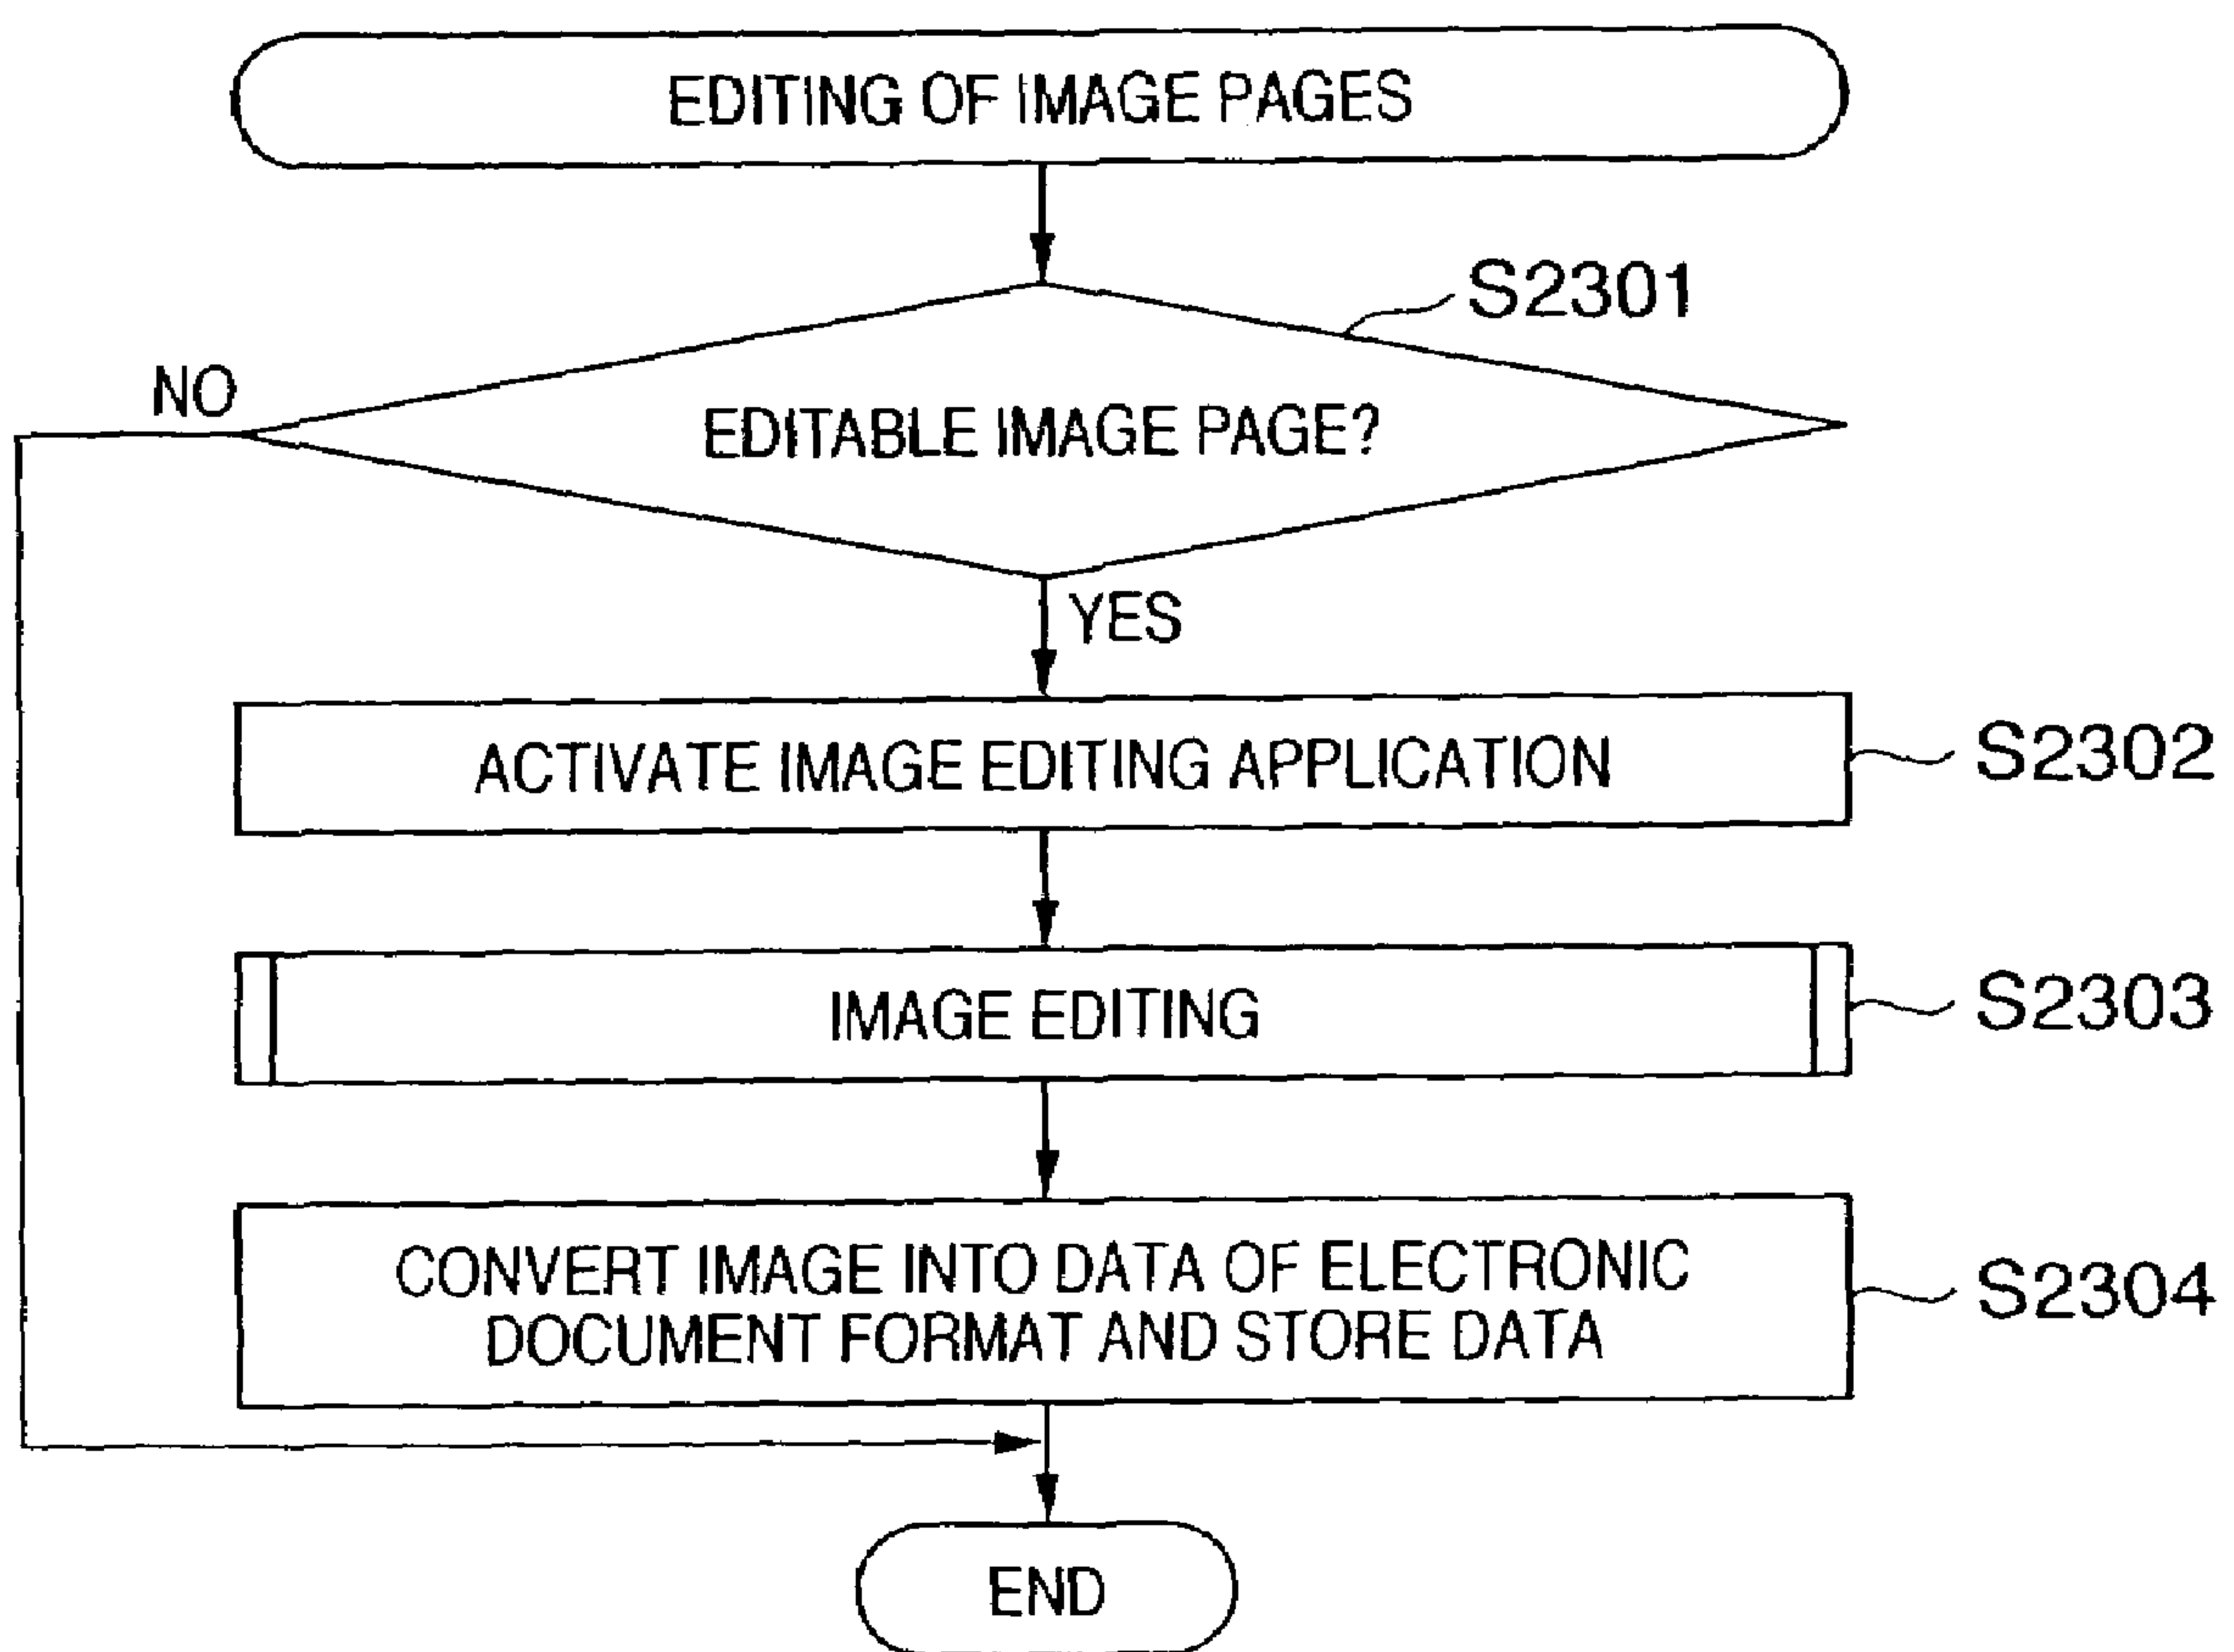 EDITING OF IMAGE PAGES
S2301
NO
EDITABLE IMAGE PAGE?
YES
ACTIVATE IMAGE EDITING APPLICATION
S2302
IMAGE EDITING
S2303
CONVERT IMAGE INTO DATA OF ELECTRONIC
DOCUMENT FORMAT AND STORE DATA
S2304
END